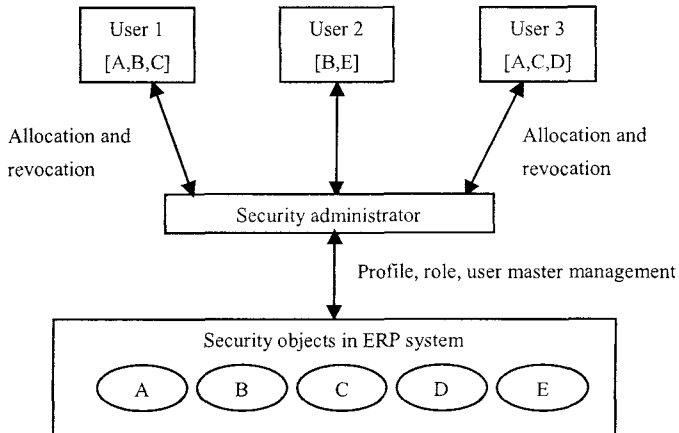 User 1
[A,B,C]
User 2
[B,E]
User 3
[A,C,D]
Allocation and
revocation
Allocation and
revocation
Security administrator
Profile, role, user master management
Security objects in ERP system
A
B
C
D
E